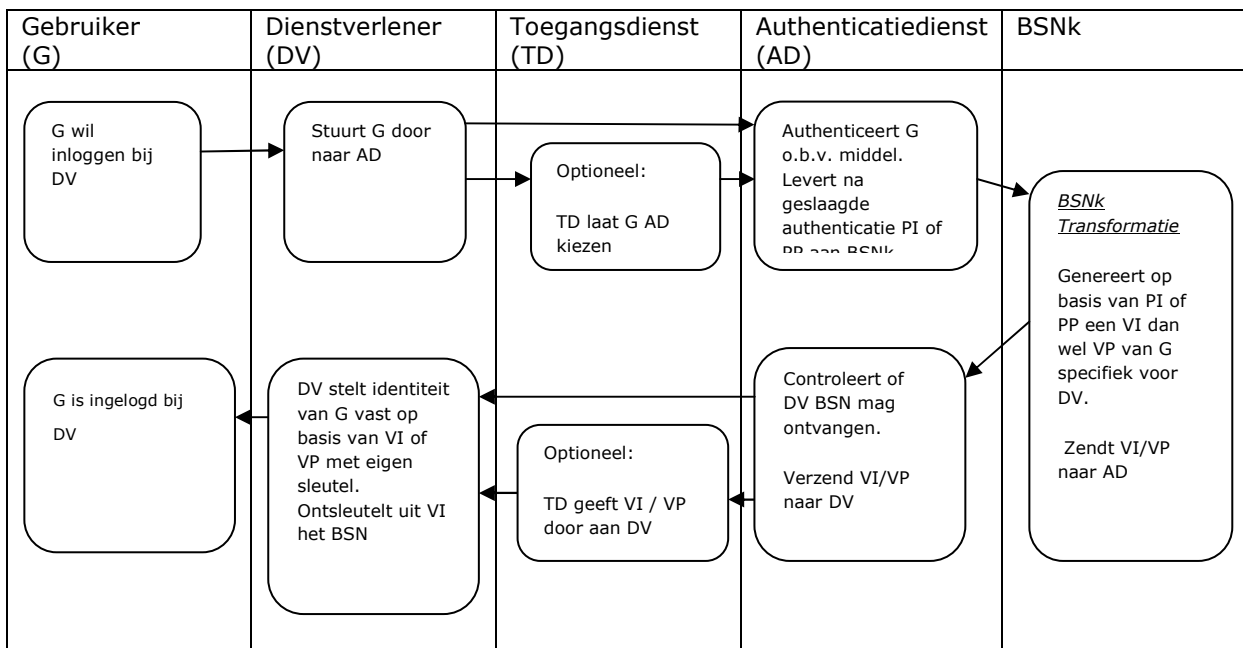 Gebruiker
(G)
Dienstverlener
(DV)
Toegangsdienst
(TD)
Authenticatiedienst
(AD)
BSNk
G wil
inloggen bij
DV
Stuurt G door
naar AD
Optioneel:
TD laat G AD
kiezen
Authenticeert G
o.b.v. middel.
Levert na
geslaagde
authenticatie PI of
PP aan BSNk
BSNk
Transformatie
Genereert op
basis van PI of
PP een VI dan
wel VP van G
specifiek voor
DV.
Zendt VI/VP
naar AD
G is ingelogd bij
DV
DV stelt identiteit
van G vast op
basis van VI of
VP met eigen
sleutel.
Ontsleutelt uit VI
het BSN
Optioneel:
TD geeft VI / VP
door aan DV
Controleert of
DV BSN mag
ontvangen.
Verzend VI/VP
naar DV